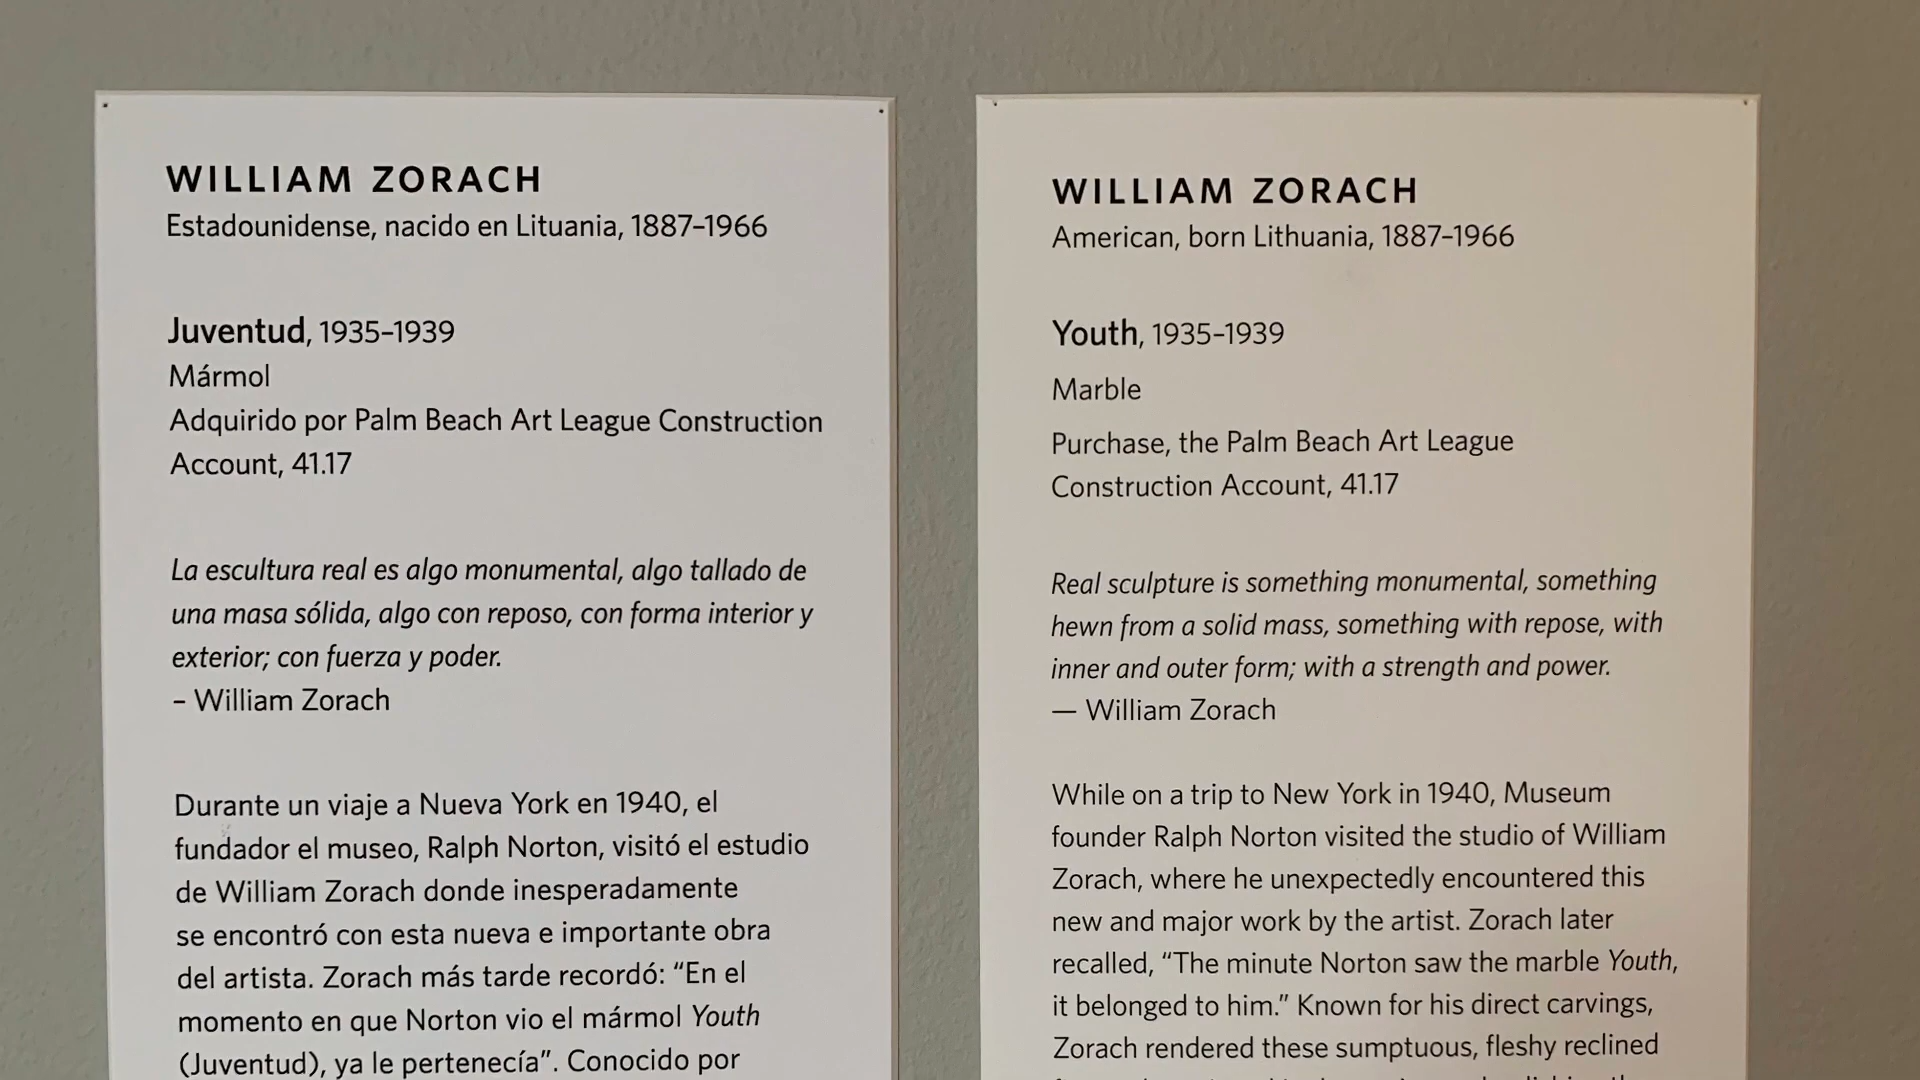 WILLIAM ZORACH
Estadounidense, nacido en Lituania, 1887–1966
Juventud, 1935–1939
Mármol
Adquirido por Palm Beach Art League Construction
Account, 41.17
La escultura real es algo monumental, algo tallado de
una masa sólida, algo con reposo, con forma interior y
exterior; con fuerza y poder.
– William Zorach
Durante un viaje a Nueva York en 1940, el
fundador el museo, Ralph Norton, visitó el estudio
de William Zorach donde inesperadamente
se encontró con esta nueva e importante obra
del artista. Zorach más tarde recordó: “En el
momento en que Norton vio el mármol Youth
(Juventud), ya le pertenecía”. Conocido por
WILLIAM ZORACH
American, born Lithuania, 1887–1966
Youth, 1935–1939
Marble
Purchase, the Palm Beach Art League
Construction Account, 41.17
Real sculpture is something monumental, something
hewn from a solid mass, something with repose, with
inner and outer form; with a strength and power.
— William Zorach
While on a trip to New York in 1940, Museum
founder Ralph Norton visited the studio of William
Zorach, where he unexpectedly encountered this
new and major work by the artist. Zorach later
recalled, “The minute Norton saw the marble Youth,
it belonged to him.” Known for his direct carvings,
Zorach rendered these sumptuous, fleshy reclined